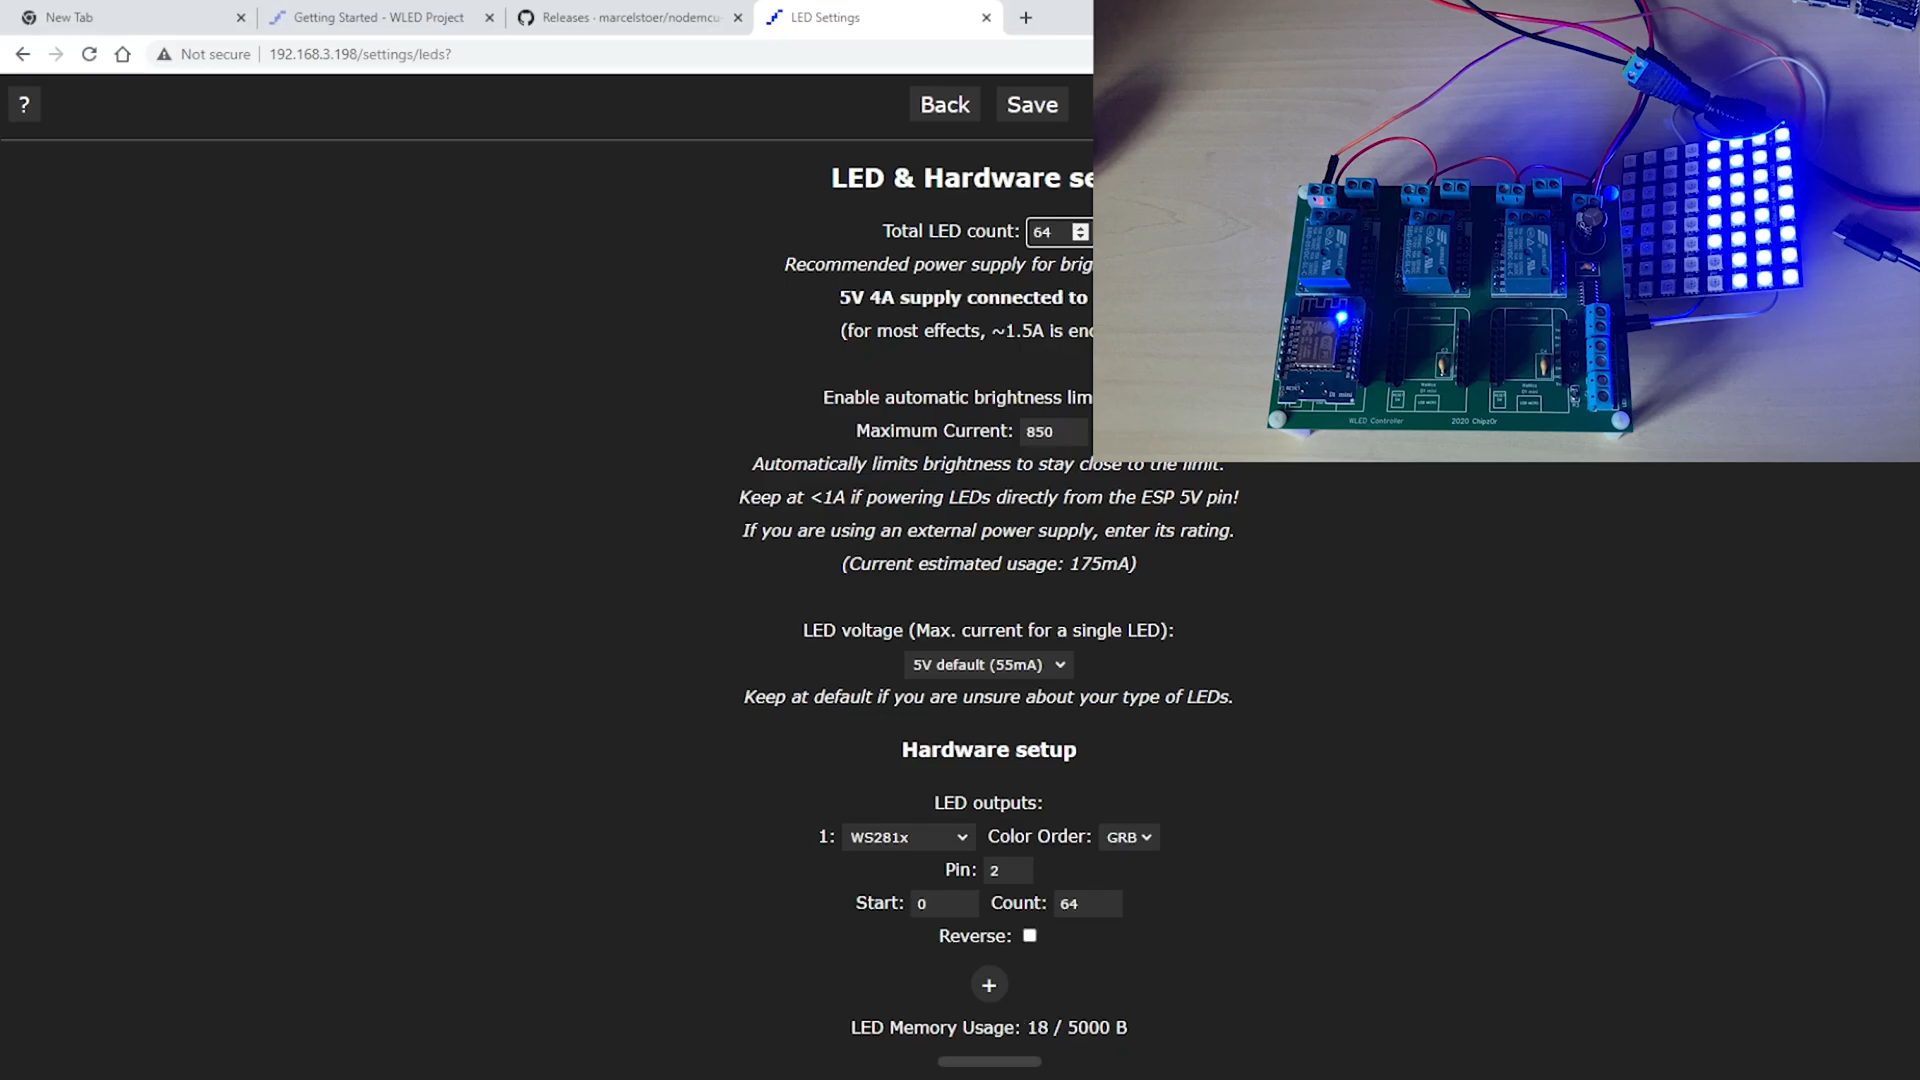 New Tab
Getting Started - WLED Project
Releases · marcelstoer/nodemcu-
LED Settings
Not secure
192.168.3.198/settings/leds?
?
Back
Save
LED & Hardware se
Total LED count: 64
Recommended power supply for brig
5V 4A supply connected to
(for most effects, ~1.5A is en
Enable automatic brightness lim
Maximum Current: 850
Automatically limits brightness to stay close to the limit.
Keep at <1A if powering LEDs directly from the ESP 5V pin!
If you are using an external power supply, enter its rating.
(Current estimated usage: 175mA)
LED voltage (Max. current for a single LED):
5V default (55mA)
Keep at default if you are unsure about your type of LEDs.
Hardware setup
LED outputs:
1: WS281x Color Order: GRB
Pin: 2
Start: 0 Count: 64
Reverse:
+
LED Memory Usage: 18 / 5000 B
D1 mini
WLED Controller
2020 Chipz0r